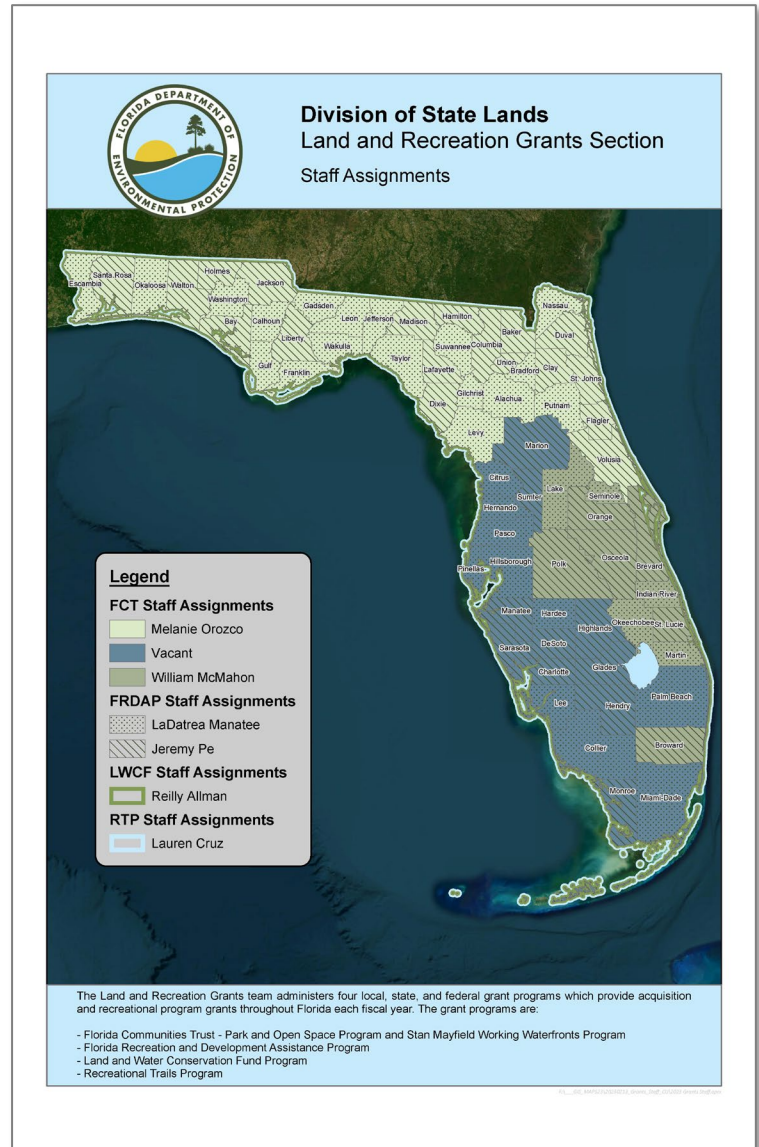 FLORIDA DEPARTMENT OF
ENVIRONMENTAL PROTECTION
Division of State Lands
Land and Recreation Grants Section
Staff Assignments
Holmes
Santa Rosa
Jackson
Escambia
Okaloosa
Walton
Washington
Gadsden
Nassau
Bay
Calhoun
Leon
Jefferson
Madison
Hamilton
Liberty
Baker
Duval
Wakulla
Suwannee
Columbia
Gulf
Franklin
Taylor
Lafayette
Union
Bradford
Clay
St. Johns
Gilchrist
Alachua
Dixie
Putnam
Flagler
Levy
Marion
Volusia
Citrus
Lake
Sumter
Seminole
Hernando
Orange
Pasco
Osceola
Pinellas
Hillsborough
Polk
Brevard
Indian River
Manatee
Hardee
Okeechobee
St. Lucie
Highlands
Sarasota
DeSoto
Martin
Charlotte
Glades
Palm Beach
Lee
Hendry
Collier
Broward
Monroe
Miami-Dade
Legend
FCT Staff Assignments
Melanie Orozco
Vacant
William McMahon
FRDAP Staff Assignments
LaDatrea Manatee
Jeremy Pe
LWCF Staff Assignments
Reilly Allman
RTP Staff Assignments
Lauren Cruz
The Land and Recreation Grants team administers four local, state, and federal grant programs which provide acquisition
and recreational program grants throughout Florida each fiscal year. The grant programs are:
- Florida Communities Trust - Park and Open Space Program and Stan Mayfield Working Waterfronts Program
- Florida Recreation and Development Assistance Program
- Land and Water Conservation Fund Program
- Recreational Trails Program